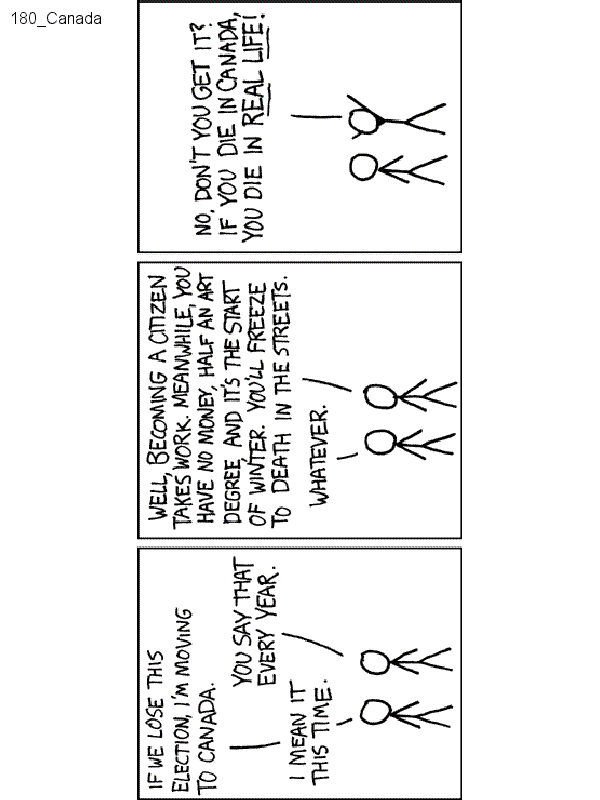 180_Canada
IF WE LOSE THIS
ELECTION, I'M MOVING
TO CANADA.
YOU SAY THAT
EVERY YEAR.
I MEAN IT
THIS TIME.
WELL, BECOMING A CITIZEN
TAKES WORK. MEANWHILE, YOU
HAVE NO MONEY, HALF AN ART
DEGREE, AND IT'S THE START
OF WINTER. YOU'LL FREEZE
TO DEATH IN THE STREETS.
WHATEVER.
NO, DON'T YOU GET IT?
IF YOU DIE IN CANADA,
YOU DIE IN REAL LIFE!